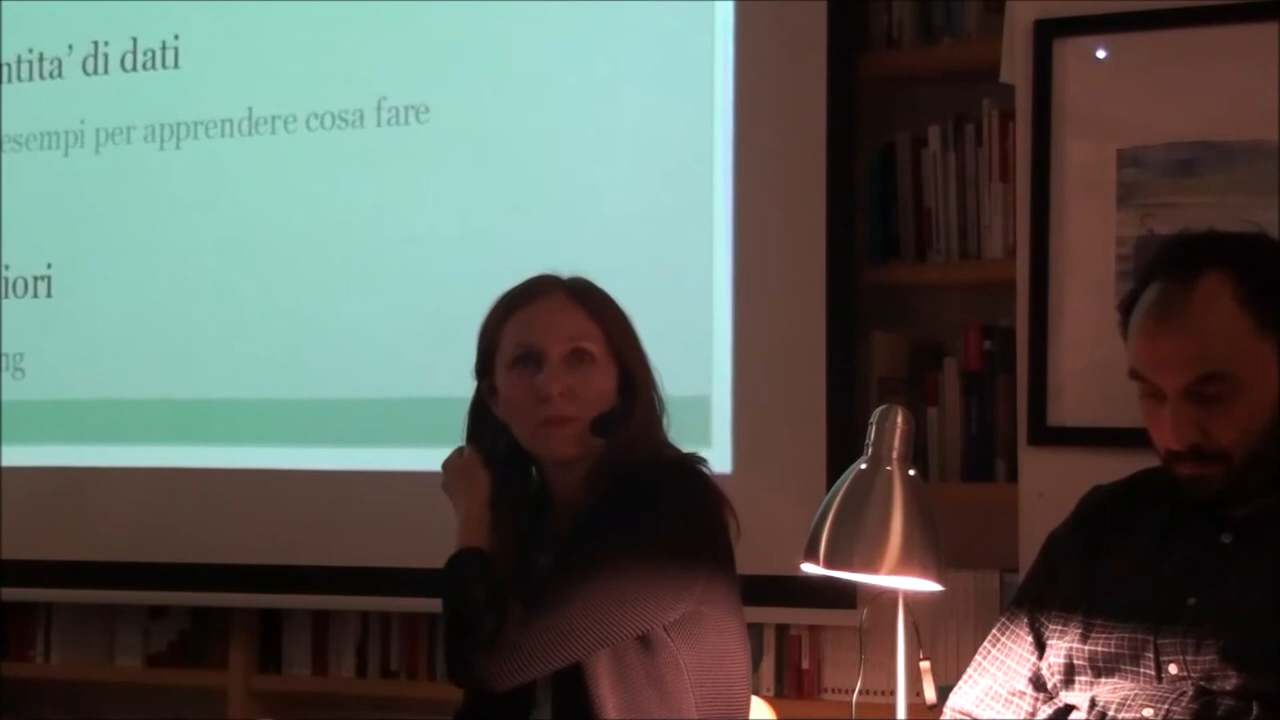 ntita’ di dati
esempi per apprendere cosa fare
iori
ng